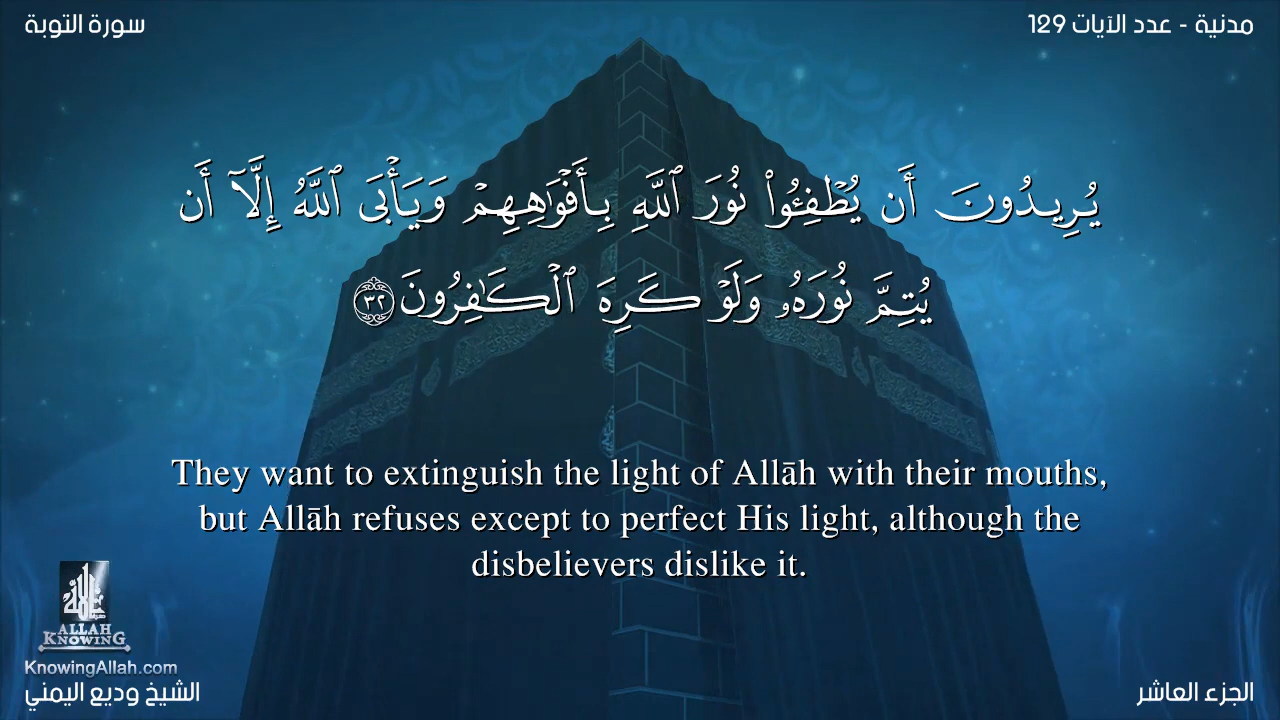 سورة التوبة
مدنية - عدد الآيات 129
يُرِيدُونَ أَن يُطْفِـُٔوا۟ نُورَ ٱللَّهِ بِأَفْوَٰهِهِمْ وَيَأْبَى ٱللَّهُ إِلَّآ أَن
يُتِمَّ نُورَهُۥ وَلَوْ كَرِهَ ٱلْكَـٰفِرُونَ ٣٢
They want to extinguish the light of Allāh with their mouths,
but Allāh refuses except to perfect His light, although the
disbelievers dislike it.
ALLAH
KNOWING
KnowingAllah.com
الشيخ وديع اليمني
الجزء العاشر